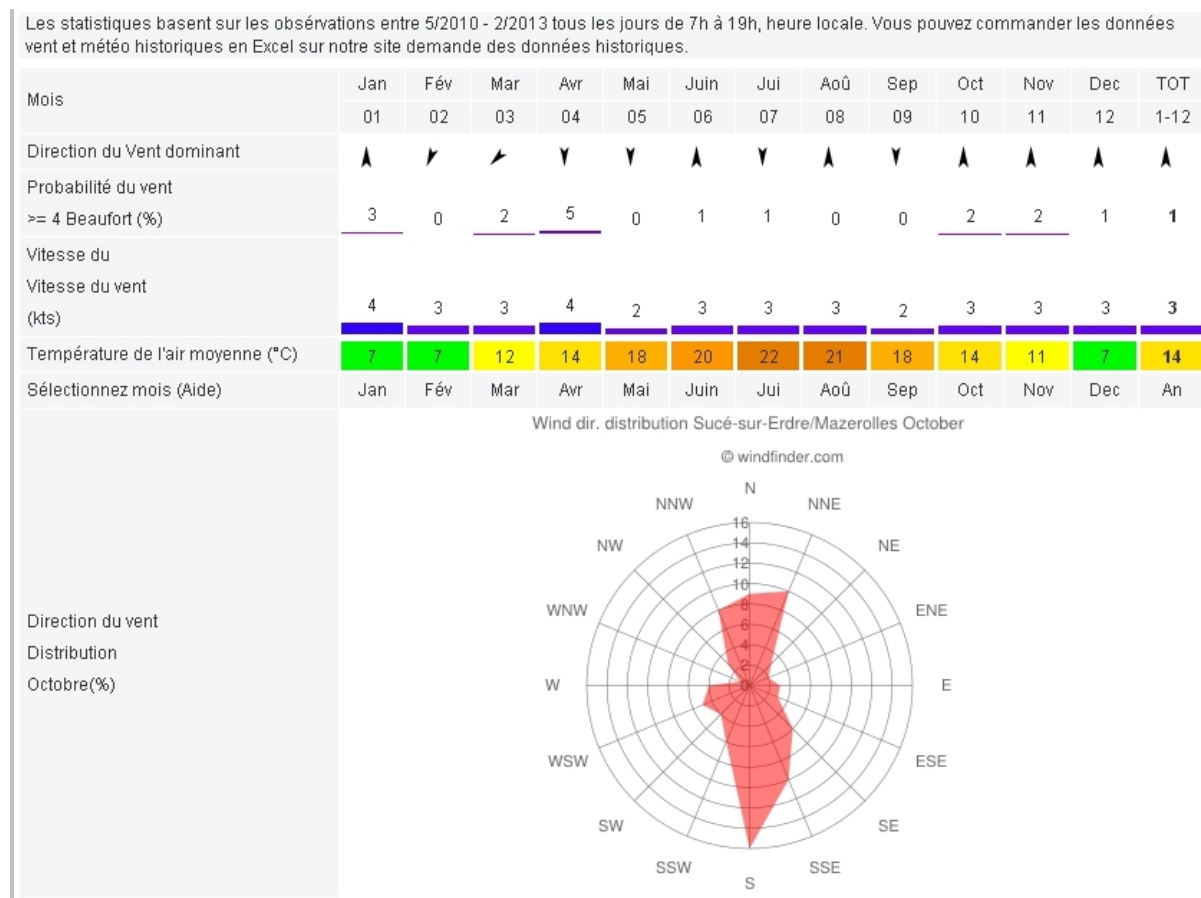 Les statistiques basent sur les obsérvations entre 5/2010 - 2/2013 tous les jours de 7h à 19h, heure locale. Vous pouvez commander les données
vent et météo historiques en Excel sur notre site demande des données historiques.
Mois
Jan Fév Mar Avr Mai Juin Jui Aoû Sep Oct Nov Dec TOT
01 02 03 04 05 06 07 08 09 10 11 12 1-12
Direction du Vent dominant
Probabilité du vent
>= 4 Beaufort (%) 3 0 2 5 0 1 1 0 0 2 2 1 1
Vitesse du
Vitesse du vent
(kts) 4 3 3 4 2 3 3 3 2 3 3 3 3
Température de l'air moyenne (°C) 7 7 12 14 18 20 22 21 18 14 11 7 14
Sélectionnez mois (Aide) Jan Fév Mar Avr Mai Juin Jui Aoû Sep Oct Nov Dec An
Wind dir. distribution Sucé-sur-Erdre/Mazerolles October
© windfinder.com
N
NNW NNE
16
NW 14 NE
12
10
WNW 8 ENE
6
4
2
W 0 E
WSW ESE
SW SE
SSW SSE
S
Direction du vent
Distribution
Octobre(%)